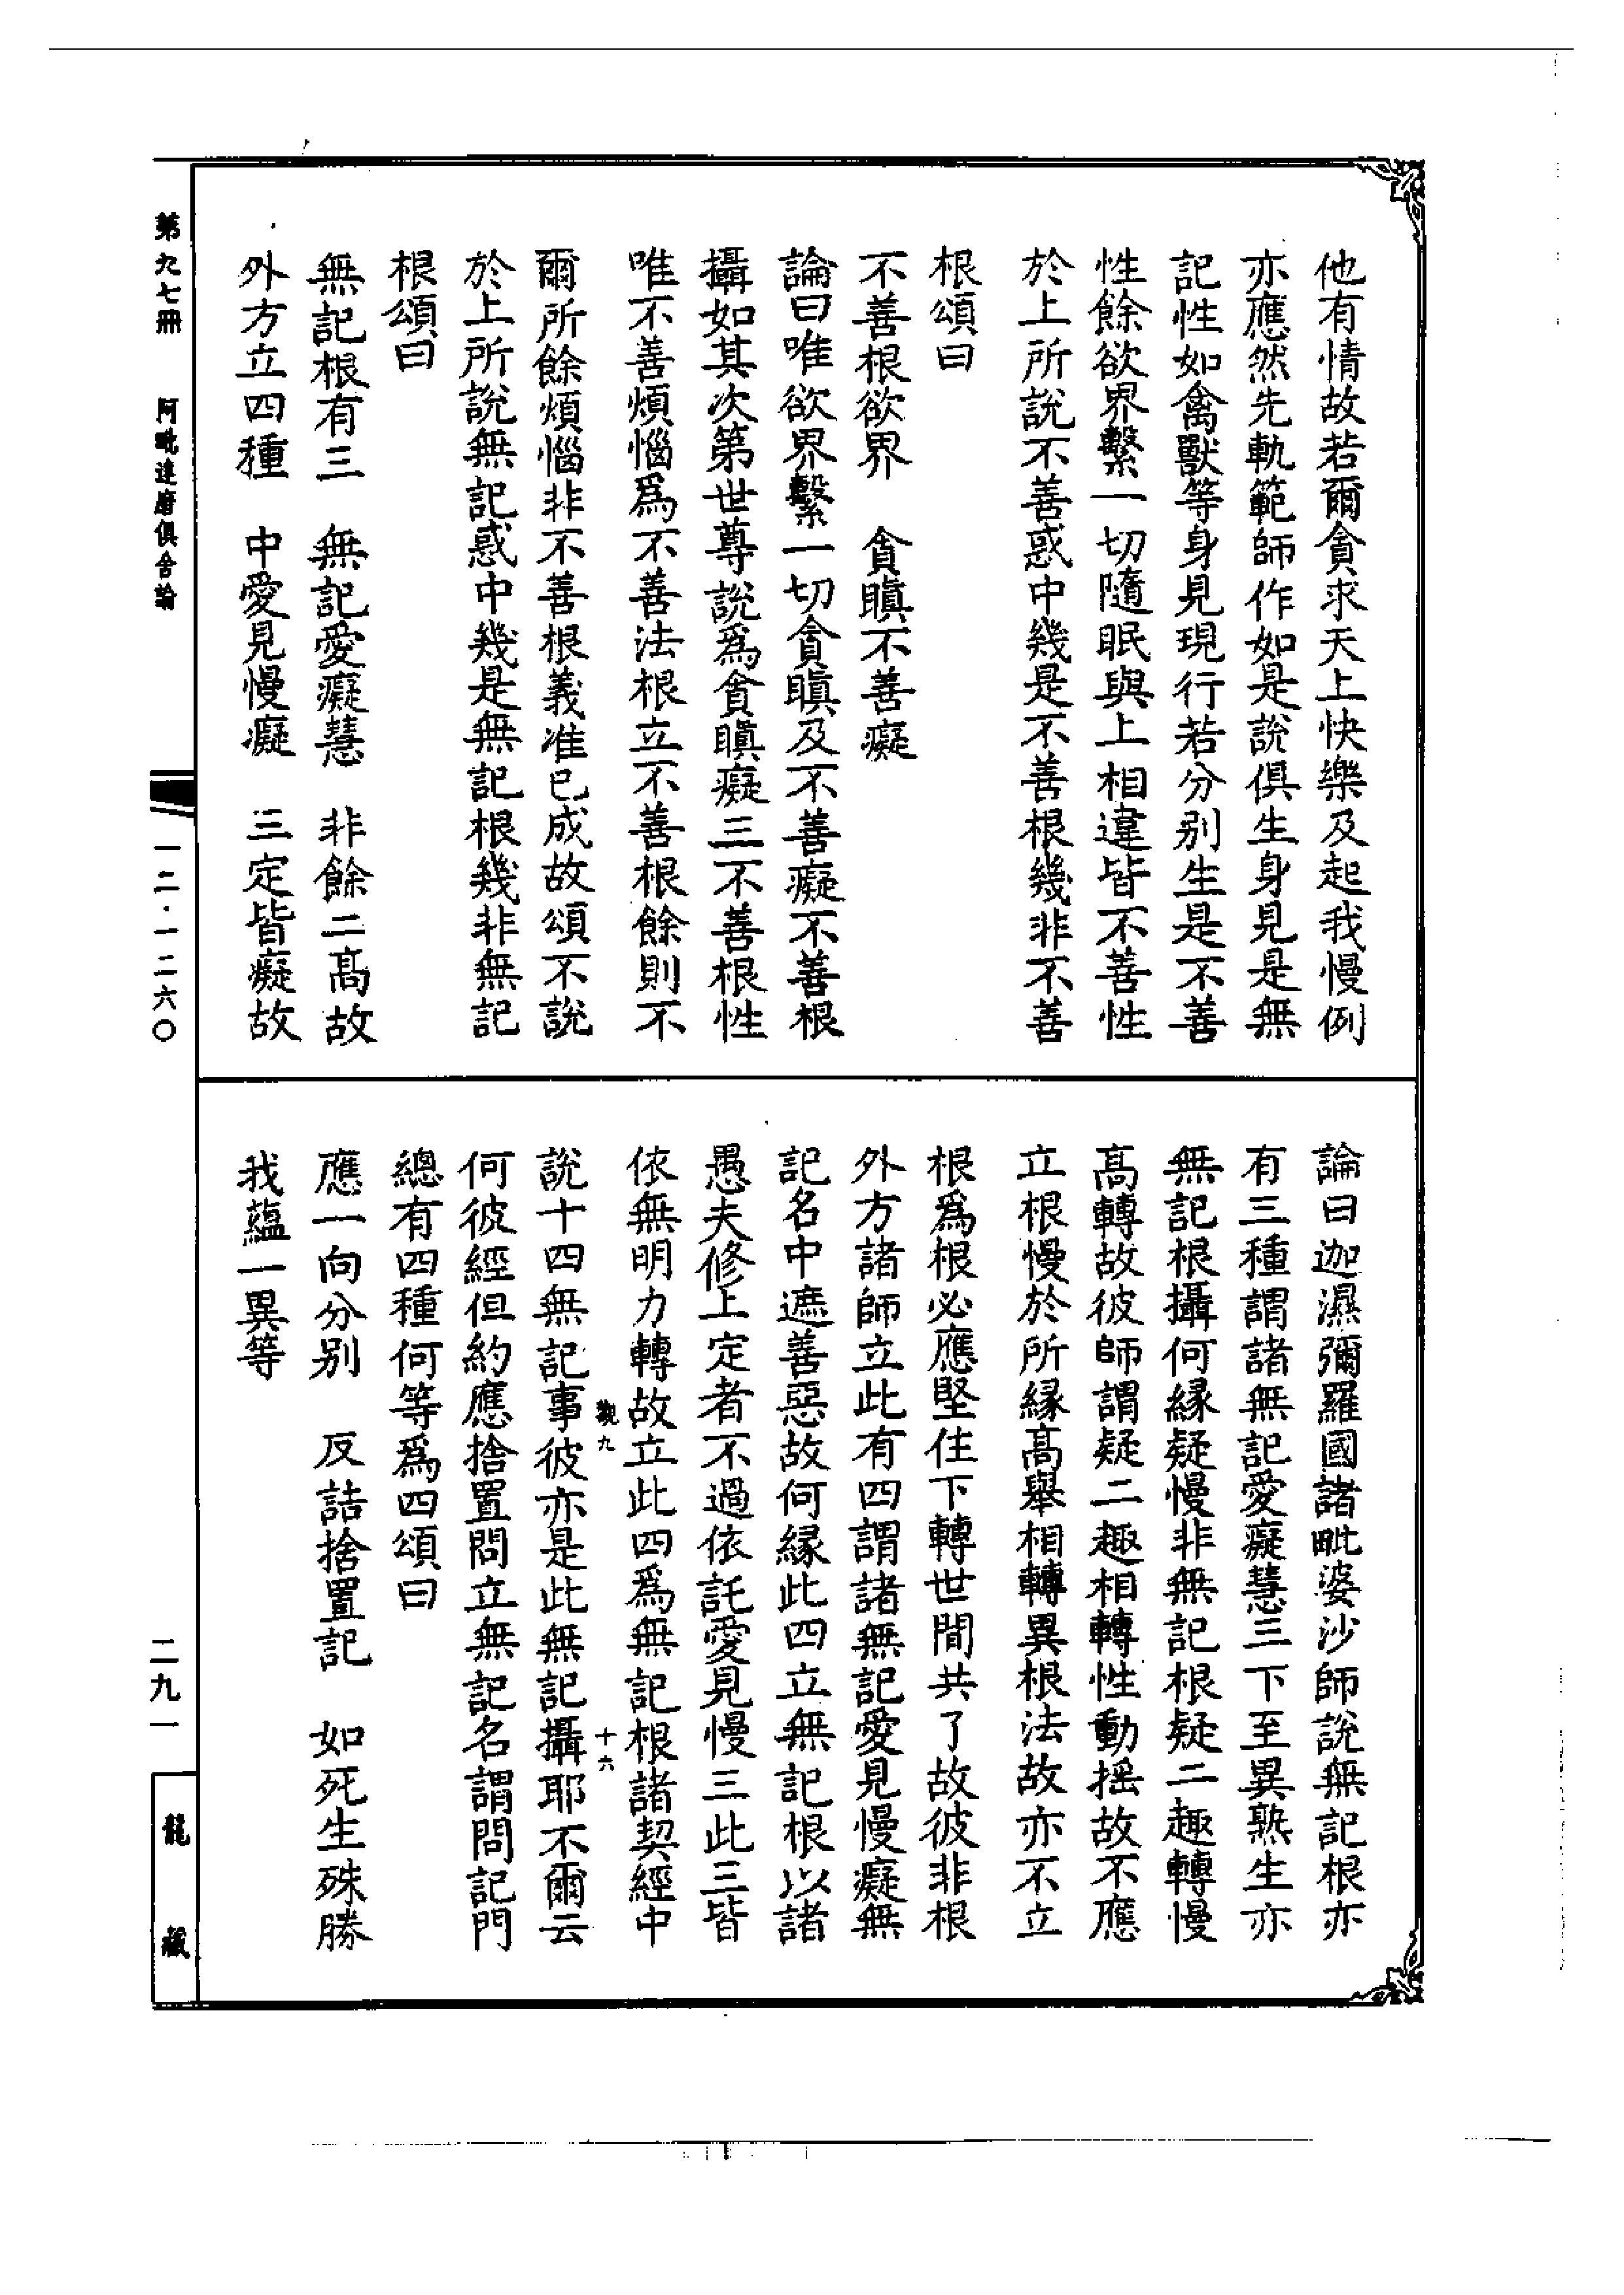 他有情故若爾貪求天上快樂及起我慢例
亦應然先軌範師作如是說俱生身見是無
記性如禽獸等身見現行若分别生是不善
性餘欲界繫一切隨眠與上相違皆不善性
於上所說不善惑中幾是不善根幾非不善
根頌曰
不善根欲界　貪瞋不善癡
論曰唯欲界繫一切貪瞋及不善癡不善根
攝如其次第世尊說為貪瞋癡三不善根性
唯不善煩惱為不善法根立不善根餘則不
爾所餘煩惱非不善根義准已成故頌不說
於上所說無記惑中幾是無記根幾非無記
根頌曰
無記根有三　無記愛癡慧　非餘二高故
外方立四種　中愛見慢癡　三定皆癡故
論曰迦濕彌羅國諸毗婆沙師說無記根亦
有三種謂諸無記愛癡慧三下至異熟生亦
無記根攝何緣疑慢非無記根疑二趣轉慢
高轉故彼師謂疑二趣相轉性動搖故不應
立根慢於所緣高舉相轉異根法故亦不立
根為根必應堅住下轉世間共了故彼非根
外方諸師立此有四謂諸無記愛見慢癡無
記名中遮善惡故何緣此四立無記根以諸
愚夫修上定者不過依託愛見慢三此三皆
依無明力轉故立此四為無記根諸契經中
觀九　十六
說十四無記事彼亦是此無記攝耶不爾云
何彼經但約應捨置問立無記名謂問記門
總有四種何等為四頌曰
應一向分别　反詰捨置記　如死生殊勝
我蘊一異等
第九七冊　阿毗達磨俱舍論　一二·一二六〇　二九一　龍藏